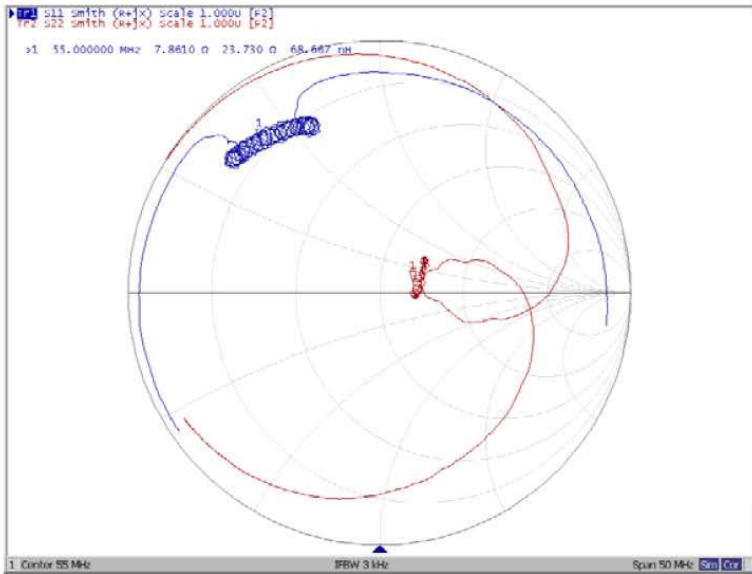 Tr1 S11 Smith (R+jX) Scale 1.000U [F2]
Tr2 S22 Smith (R+jX) Scale 1.000U [F2]
>1 55.000000 MHz 7.8610 Ω 23.730 Ω 68.667 nH
1
1
1 Center 55 MHz IFBW 3 kHz Span 50 MHz Sim Cor